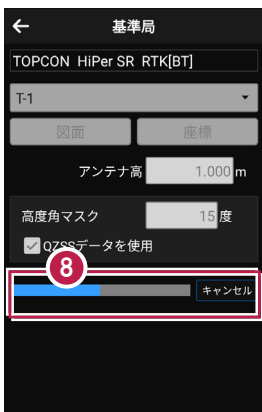 基準局
TOPCON HiPer SR RTK[BT]
T-1
図面 座標
アンテナ高 1.000 m
高度角マスク 15 度
QZSSデータを使用
8
キャンセル